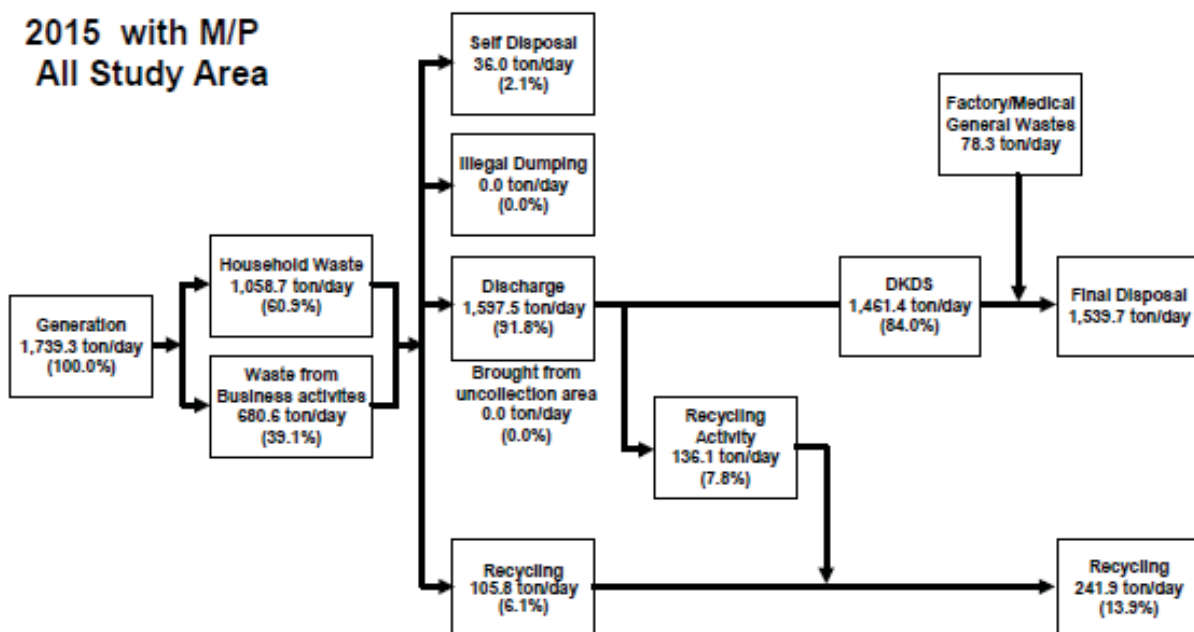 2015 with M/P
All Study Area
Self Disposal
36.0 ton/day
(2.1%)
Factory/Medical
General Wastes
78.3 ton/day
Illegal Dumping
0.0 ton/day
(0.0%)
Household Waste
1,058.7 ton/day
(60.9%)
Discharge
1,597.5 ton/day
(91.8%)
DKDS
1,461.4 ton/day
(84.0%)
Final Disposal
1,539.7 ton/day
Generation
1,739.3 ton/day
(100.0%)
Waste from
Business activites
680.6 ton/day
(39.1%)
Brought from
uncollection area
0.0 ton/day
(0.0%)
Recycling
Activity
136.1 ton/day
(7.8%)
Recycling
105.8 ton/day
(6.1%)
Recycling
241.9 ton/day
(13.9%)